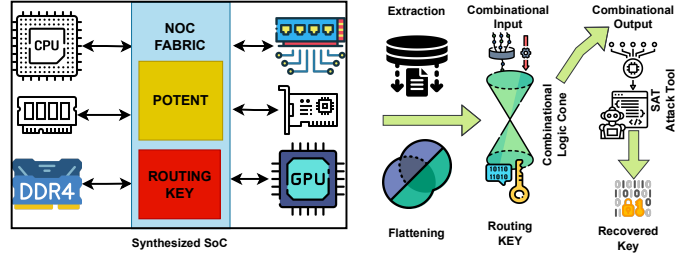 CPU
NOC
FABRIC
POTENT
ROUTING
KEY
DDR4
GPU
Synthesized SoC
Extraction
Flattening
Combinational
Input
Combinational
Logic Cone
10110
11010
Routing
KEY
Combinational
Output
SAT
Attack Tool
Recovered
Key